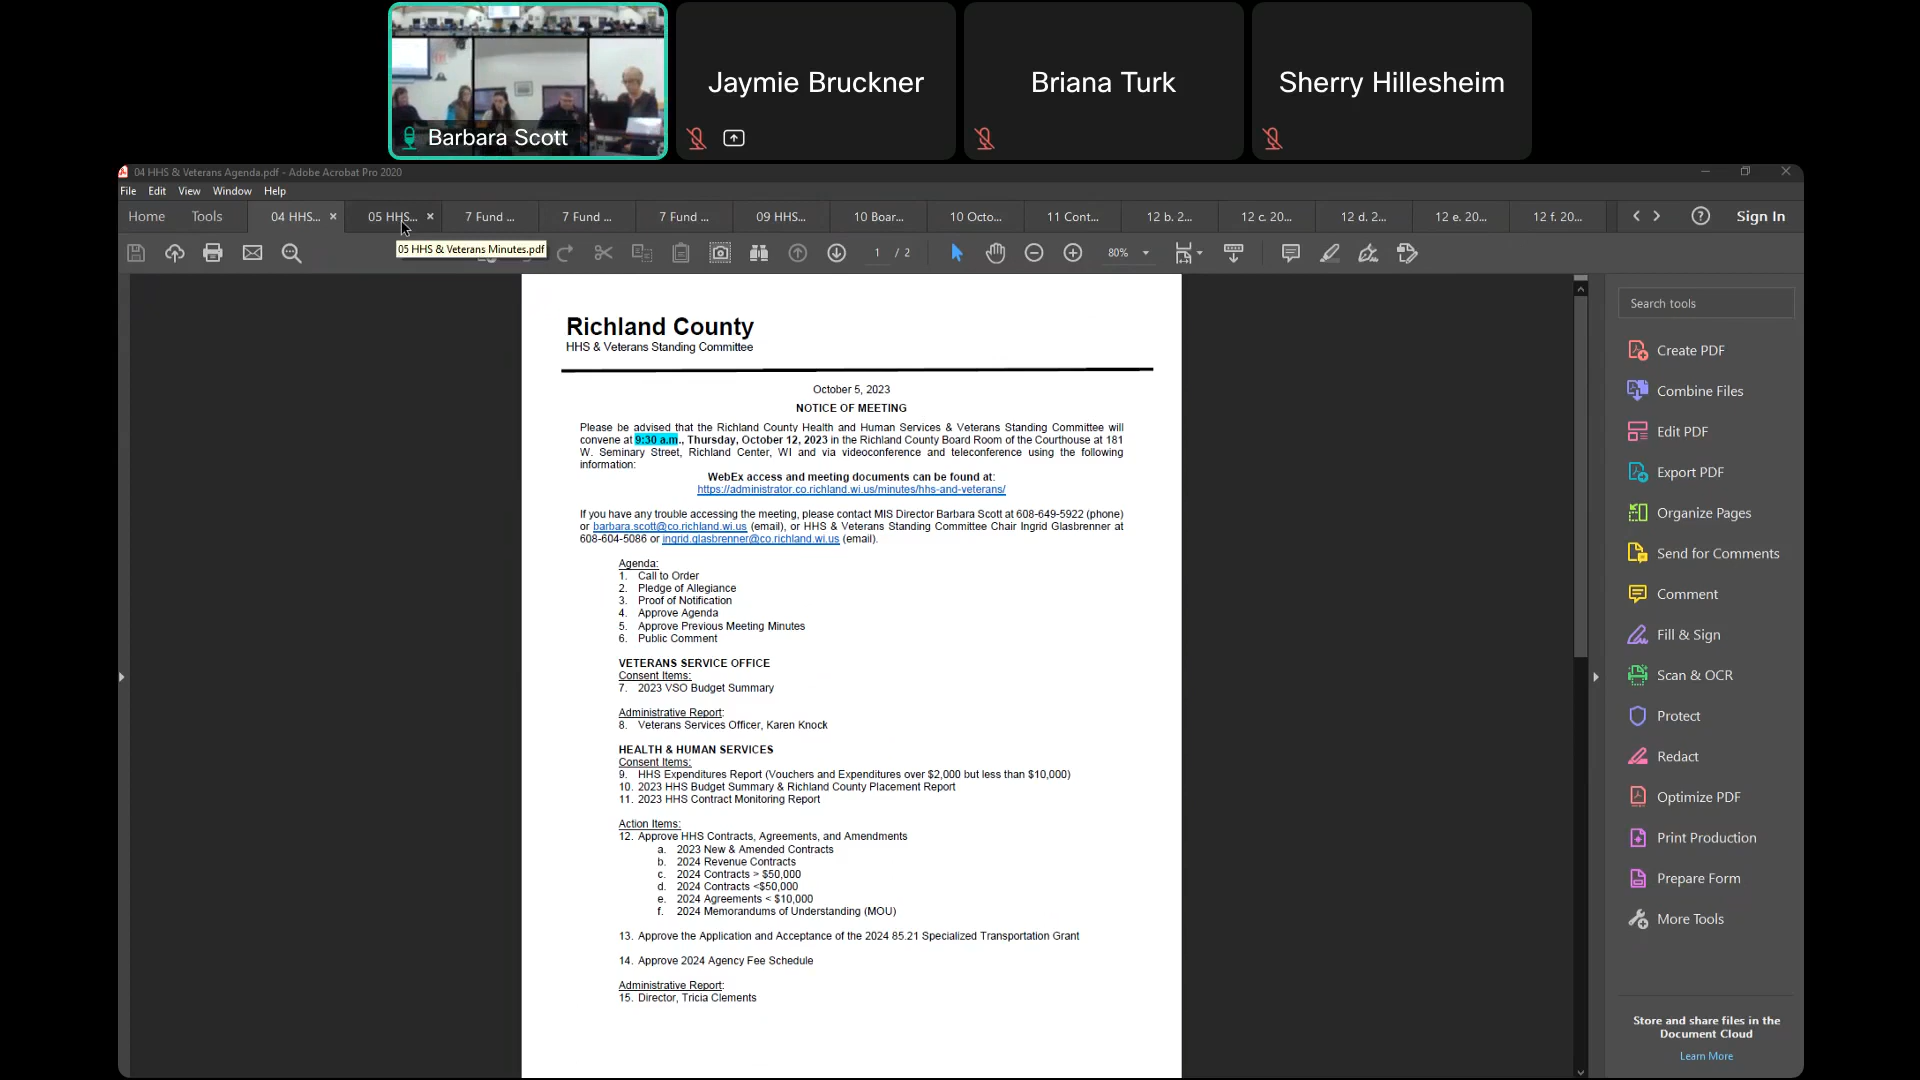 Barbara Scott
Jaymie Bruckner
Briana Turk
Sherry Hillesheim
04 HHS & Veterans Agenda.pdf - Adobe Acrobat Pro 2020
File Edit View Window Help
Home Tools 04 HHS... 05 HHS... 7 Fund ... 7 Fund ... 7 Fund ... 09 HHS... 10 Boar... 10 Octo... 11 Cont... 12 b. 2... 12 c. 20... 12 d. 2... 12 e. 20... 12 f. 20... Sign In
05 HHS & Veterans Minutes.pdf
1 / 2 80%
Richland County
HHS & Veterans Standing Committee
October 5, 2023
NOTICE OF MEETING
Please be advised that the Richland County Health and Human Services & Veterans Standing Committee will
convene at 9:30 a.m., Thursday, October 12, 2023 in the Richland County Board Room of the Courthouse at 181
W. Seminary Street, Richland Center, WI and via videoconference and teleconference using the following
information:
WebEx access and meeting documents can be found at:
https://administrator.co.richland.wi.us/minutes/hhs-and-veterans/
If you have any trouble accessing the meeting, please contact MIS Director Barbara Scott at 608-649-5922 (phone)
or barbara.scott@co.richland.wi.us (email), or HHS & Veterans Standing Committee Chair Ingrid Glasbrenner at
608-604-5086 or ingrid.glasbrenner@co.richland.wi.us (email).
Agenda:
1. Call to Order
2. Pledge of Allegiance
3. Proof of Notification
4. Approve Agenda
5. Approve Previous Meeting Minutes
6. Public Comment
VETERANS SERVICE OFFICE
Consent Items:
7. 2023 VSO Budget Summary
Administrative Report:
8. Veterans Services Officer, Karen Knock
HEALTH & HUMAN SERVICES
Consent Items:
9. HHS Expenditures Report (Vouchers and Expenditures over $2,000 but less than $10,000)
10. 2023 HHS Budget Summary & Richland County Placement Report
11. 2023 HHS Contract Monitoring Report
Action Items:
12. Approve HHS Contracts, Agreements, and Amendments
a. 2023 New & Amended Contracts
b. 2024 Revenue Contracts
c. 2024 Contracts > $50,000
d. 2024 Contracts <$50,000
e. 2024 Agreements < $10,000
f. 2024 Memorandums of Understanding (MOU)
13. Approve the Application and Acceptance of the 2024 85.21 Specialized Transportation Grant
14. Approve 2024 Agency Fee Schedule
Administrative Report:
15. Director, Tricia Clements
Search tools
Create PDF
Combine Files
Edit PDF
Export PDF
Organize Pages
Send for Comments
Comment
Fill & Sign
Scan & OCR
Protect
Redact
Optimize PDF
Print Production
Prepare Form
More Tools
Store and share files in the
Document Cloud
Learn More